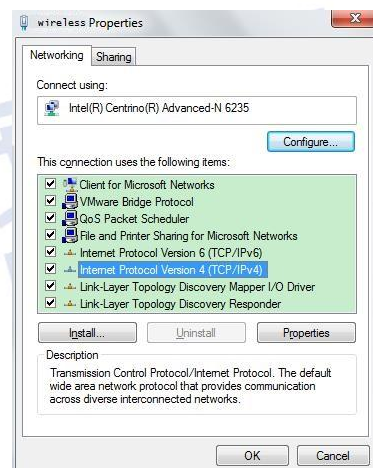 wireless Properties
Networking
Sharing
Connect using:
Intel(R) Centrino(R) Advanced-N 6235
Configure...
This connection uses the following items:
Client for Microsoft Networks
VMware Bridge Protocol
QoS Packet Scheduler
File and Printer Sharing for Microsoft Networks
Internet Protocol Version 6 (TCP/IPv6)
Internet Protocol Version 4 (TCP/IPv4)
Link-Layer Topology Discovery Mapper I/O Driver
Link-Layer Topology Discovery Responder
Install...
Uninstall
Properties
Description
Transmission Control Protocol/Internet Protocol. The default
wide area network protocol that provides communication
across diverse interconnected networks.
OK
Cancel